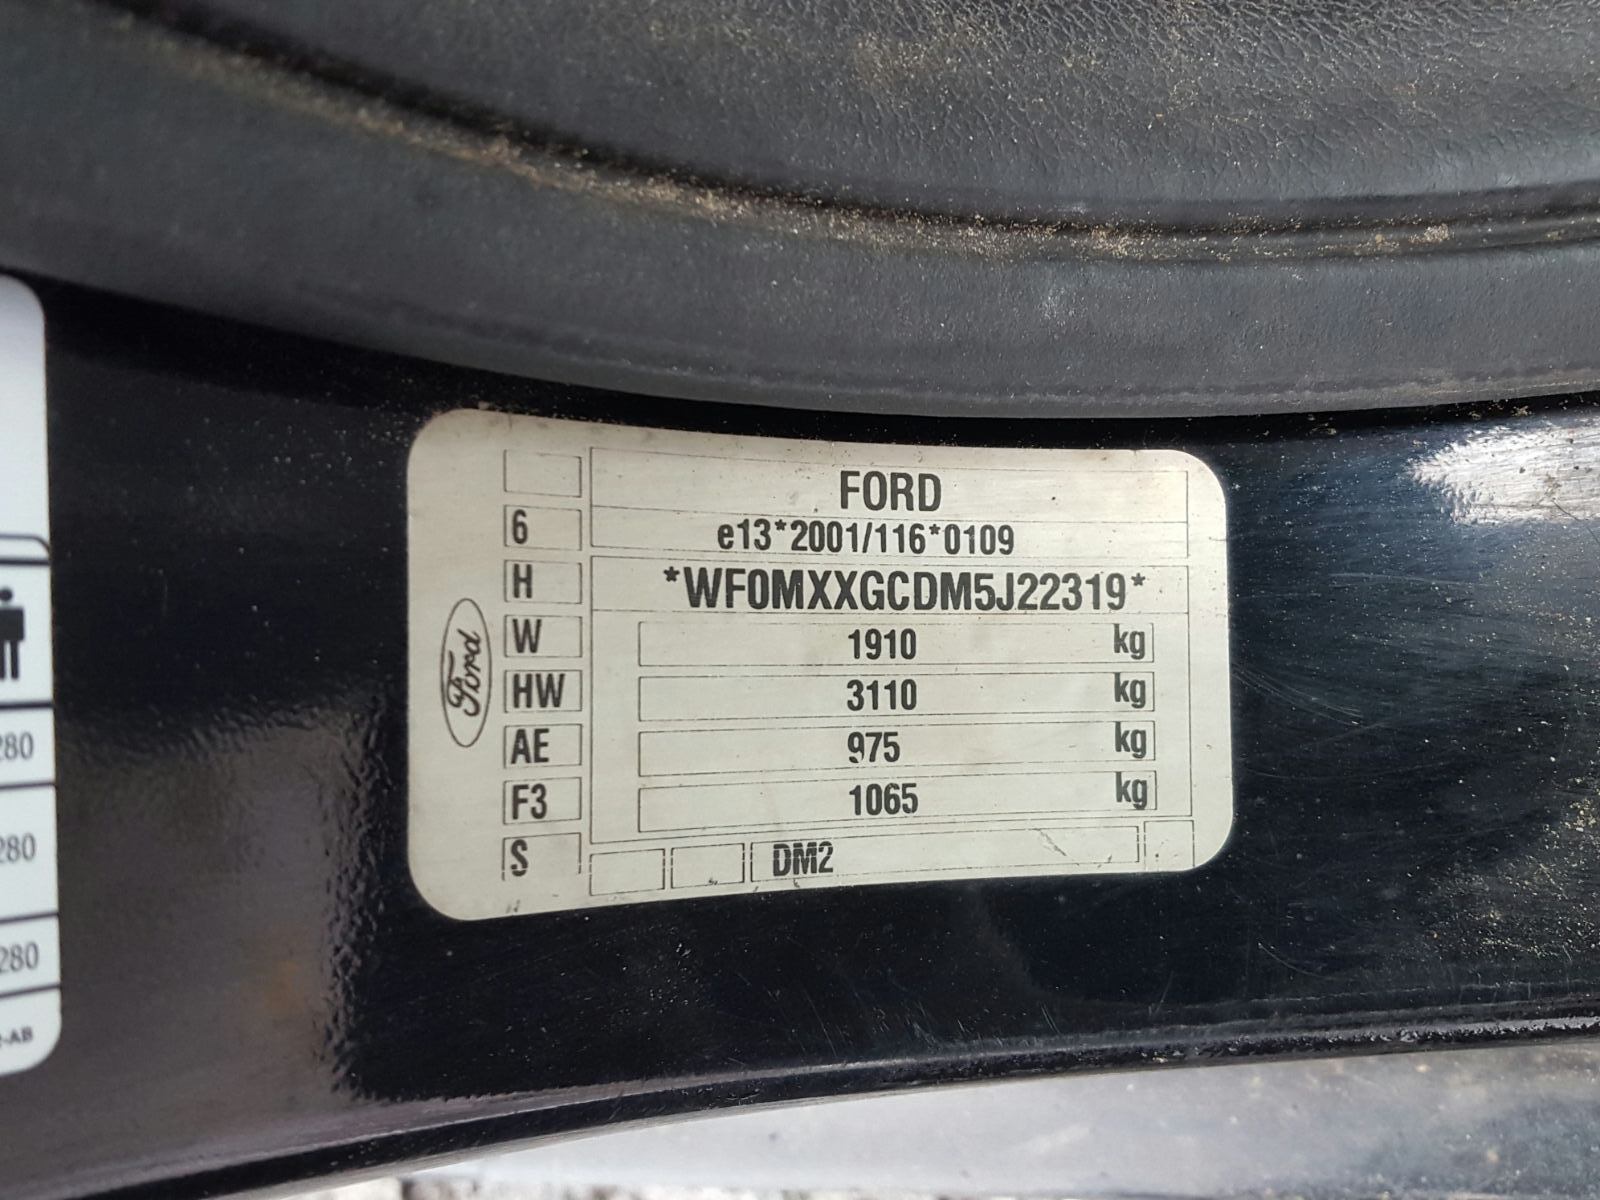 FORD
6 e13*2001/116*0109
H *WF0MXXGCDM5J22319*
W 1910 kg
HW 3110 kg
AE 975 kg
F3 1065 kg
S DM2
Ford
280
280
280
-AB